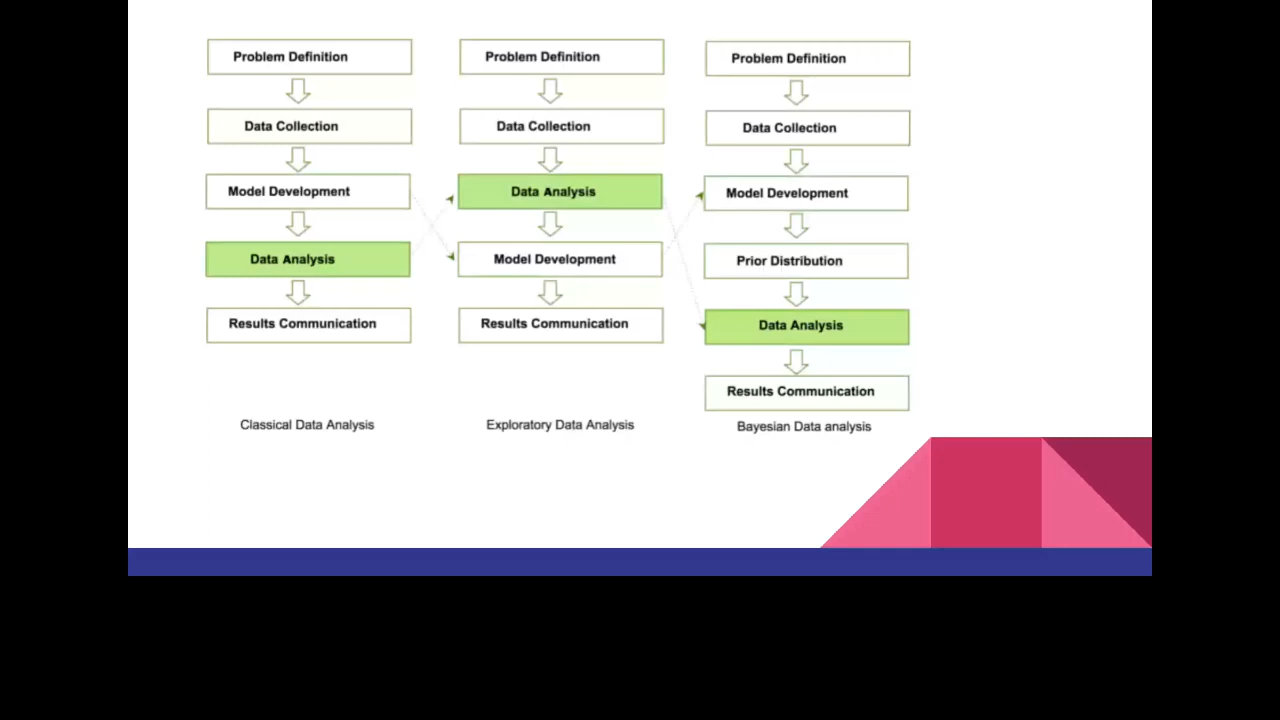 Problem Definition
Data Collection
Model Development
Data Analysis
Results Communication
Classical Data Analysis
Problem Definition
Data Collection
Data Analysis
Model Development
Results Communication
Exploratory Data Analysis
Problem Definition
Data Collection
Model Development
Prior Distribution
Data Analysis
Results Communication
Bayesian Data analysis